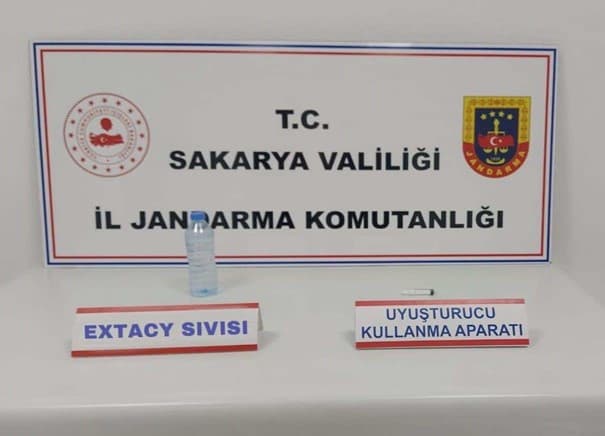 T.C.
SAKARYA VALİLİĞİ
İL JANDARMA KOMUTANLIĞI
JANDARMA
EXTACY SIVISI
UYUŞTURUCU
KULLANMA APARATI